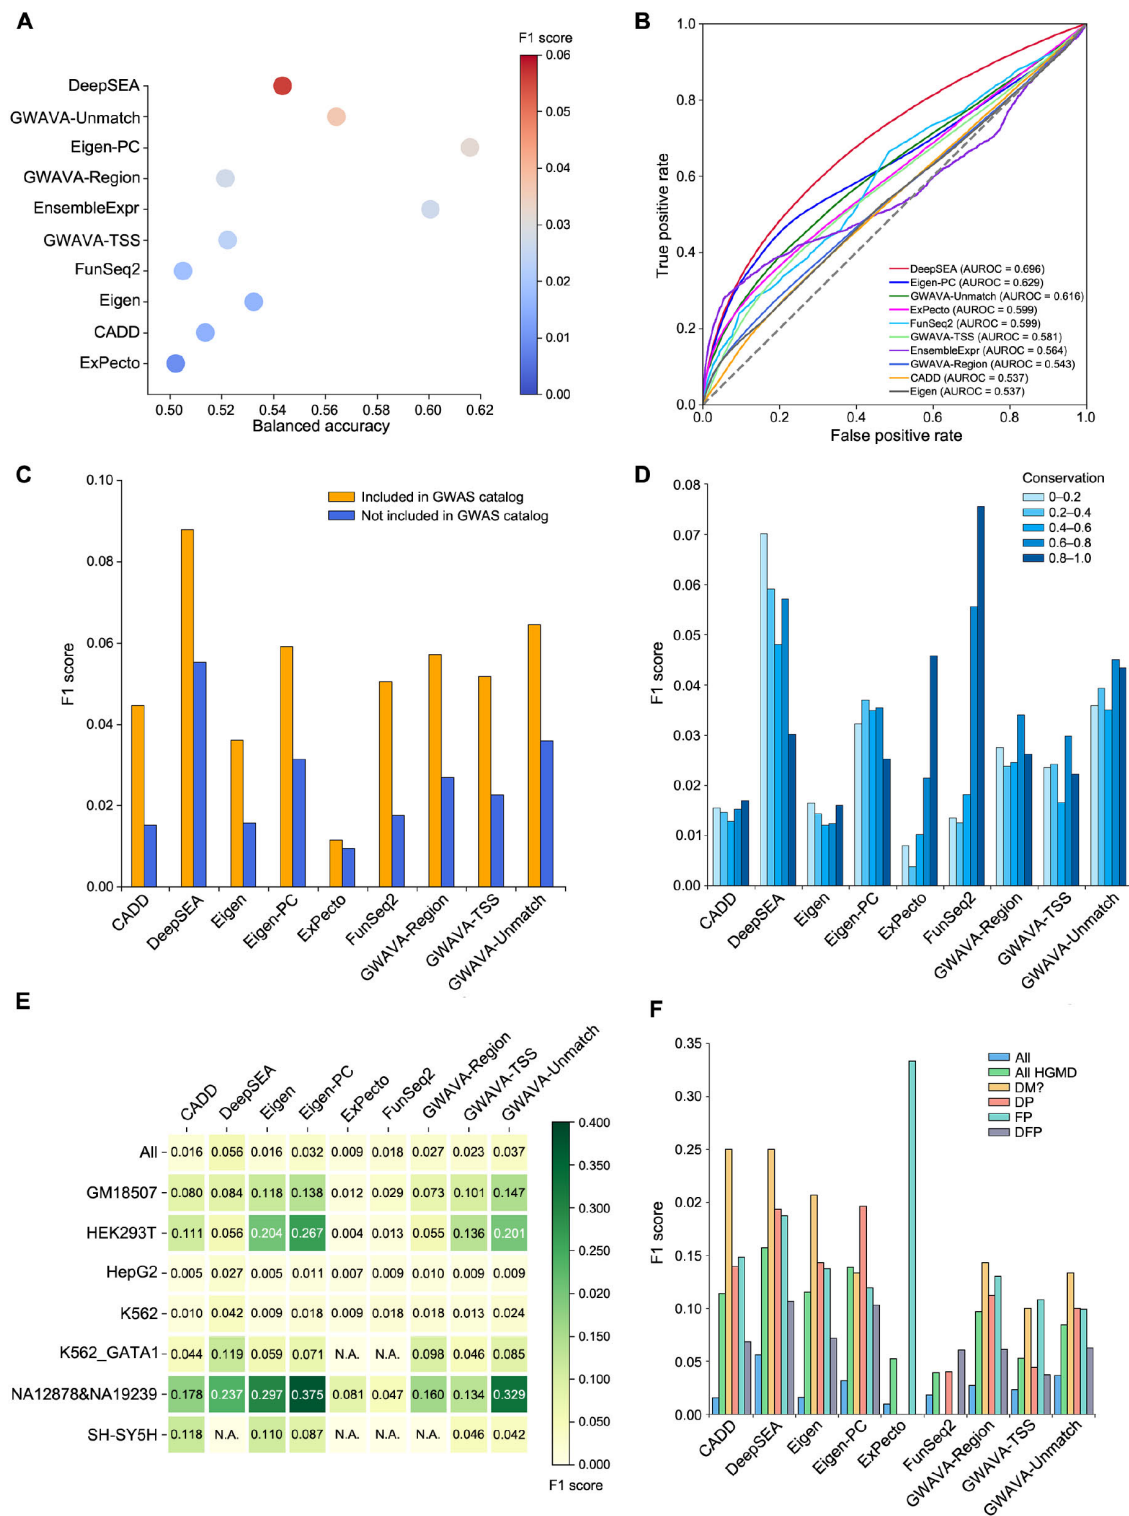 A
F1 score
0.06
0.05
0.04
0.03
0.02
0.01
0.00
DeepSEA
GWAVA-Unmatch
Eigen-PC
GWAVA-Region
EnsembleExpr
GWAVA-TSS
FunSeq2
Eigen
CADD
ExPecto
0.50 0.52 0.54 0.56 0.58 0.60 0.62
Balanced accuracy
B
1.0
0.8
0.6
0.4
0.2
0.0
True positive rate
DeepSEA (AUROC = 0.696)
Eigen-PC (AUROC = 0.629)
GWAVA-Unmatch (AUROC = 0.616)
ExPecto (AUROC = 0.599)
FunSeq2 (AUROC = 0.599)
GWAVA-TSS (AUROC = 0.581)
EnsembleExpr (AUROC = 0.564)
GWAVA-Region (AUROC = 0.543)
CADD (AUROC = 0.537)
Eigen (AUROC = 0.537)
0.0 0.2 0.4 0.6 0.8 1.0
False positive rate
C
0.10
0.08
0.06
0.04
0.02
0.00
F1 score
Included in GWAS catalog
Not included in GWAS catalog
CADD
DeepSEA
Eigen
Eigen-PC
ExPecto
FunSeq2
GWAVA-Region
GWAVA-TSS
GWAVA-Unmatch
D
0.08
0.07
0.06
0.05
0.04
0.03
0.02
0.01
0.00
F1 score
Conservation
0–0.2
0.2–0.4
0.4–0.6
0.6–0.8
0.8–1.0
CADD
DeepSEA
Eigen
Eigen-PC
ExPecto
FunSeq2
GWAVA-Region
GWAVA-TSS
GWAVA-Unmatch
E
CADD
DeepSEA
Eigen
Eigen-PC
ExPecto
FunSeq2
GWAVA-Region
GWAVA-TSS
GWAVA-Unmatch
All 0.016 0.056 0.016 0.032 0.009 0.018 0.027 0.023 0.037
GM18507 0.080 0.084 0.118 0.138 0.012 0.029 0.073 0.101 0.147
HEK293T 0.111 0.056 0.204 0.267 0.004 0.013 0.055 0.136 0.201
HepG2 0.005 0.027 0.005 0.011 0.007 0.009 0.010 0.009 0.009
K562 0.010 0.042 0.009 0.018 0.009 0.018 0.018 0.013 0.024
K562_GATA1 0.044 0.119 0.059 0.071 N.A. N.A. 0.098 0.046 0.085
NA12878&NA19239 0.178 0.237 0.297 0.375 0.081 0.047 0.160 0.134 0.329
SH-SY5H 0.118 N.A. 0.110 0.087 N.A. N.A. N.A. 0.046 0.042
0.400
0.350
0.300
0.250
0.200
0.150
0.100
0.050
0.000
F1 score
F
0.35
0.30
0.25
0.02
0.15
0.10
0.05
0.00
F1 score
All
All HGMD
DM?
DP
FP
DFP
CADD
DeepSEA
Eigen
Eigen-PC
ExPecto
FunSeq2
GWAVA-Region
GWAVA-TSS
GWAVA-Unmatch